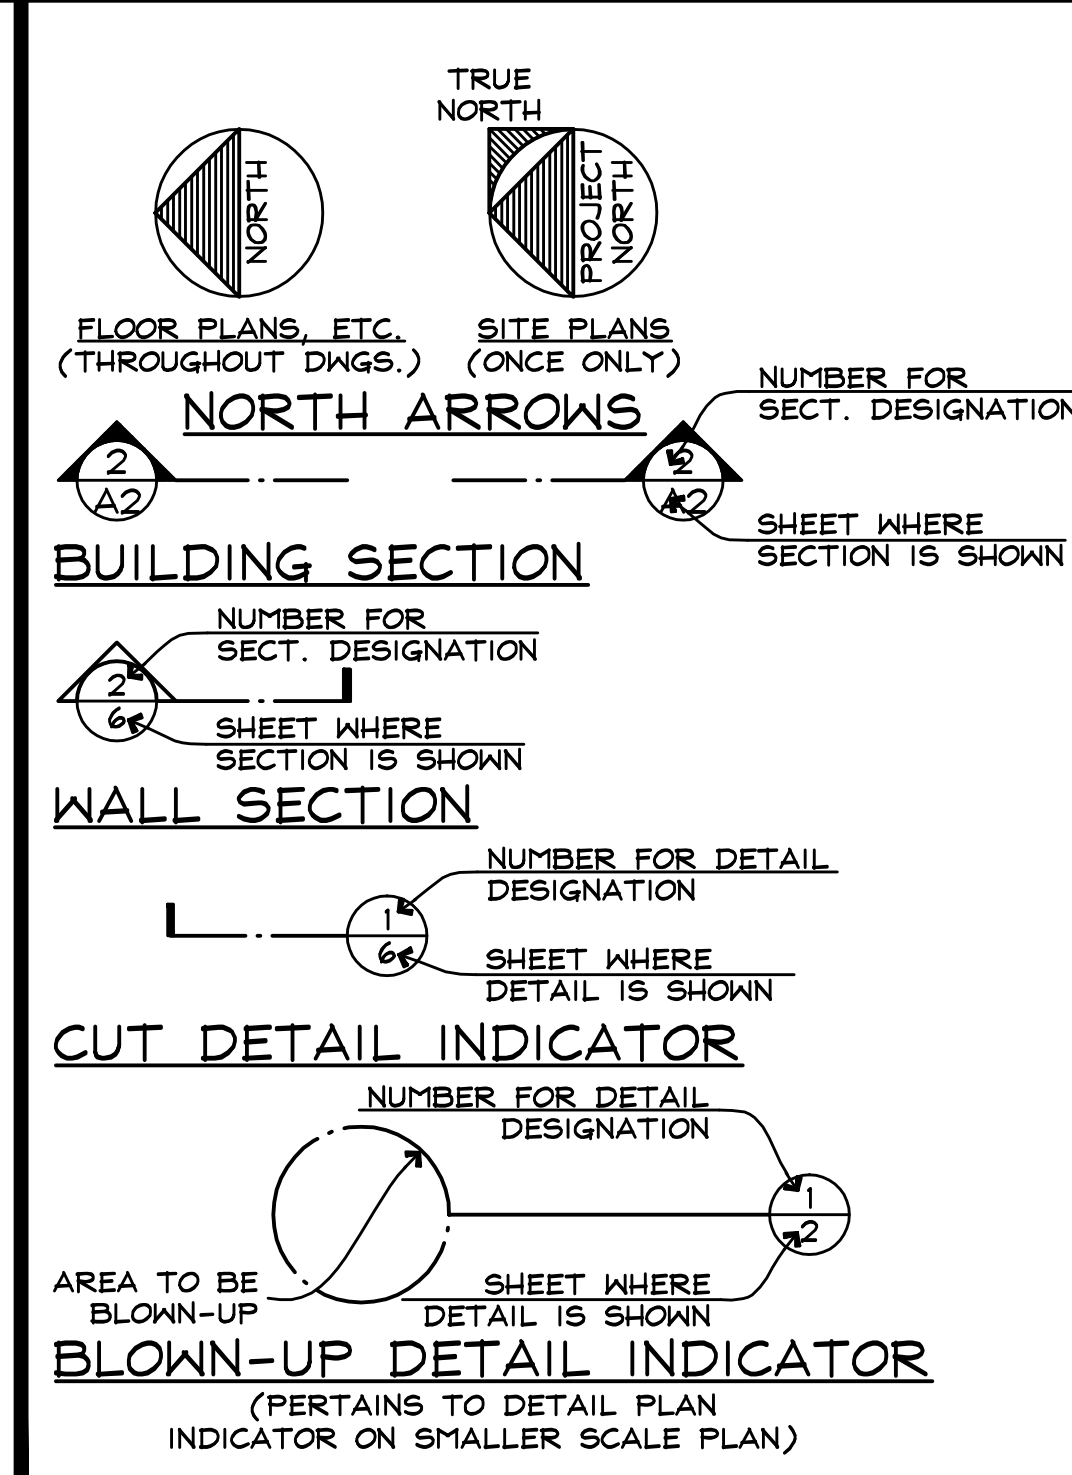 TRUE
NORTH
NORTH
PROJECT
NORTH
FLOOR PLANS, ETC.
(THROUGHOUT DWGS.)
SITE PLANS
(ONCE ONLY)
NORTH ARROWS
NUMBER FOR
SECT. DESIGNATION
2
A2
2
A2
SHEET WHERE
SECTION IS SHOWN
BUILDING SECTION
NUMBER FOR
SECT. DESIGNATION
2
6
SHEET WHERE
SECTION IS SHOWN
WALL SECTION
NUMBER FOR DETAIL
DESIGNATION
1
6
SHEET WHERE
DETAIL IS SHOWN
CUT DETAIL INDICATOR
NUMBER FOR DETAIL
DESIGNATION
1
2
AREA TO BE
BLOWN-UP
SHEET WHERE
DETAIL IS SHOWN
BLOWN-UP DETAIL INDICATOR
(PERTAINS TO DETAIL PLAN
INDICATOR ON SMALLER SCALE PLAN)